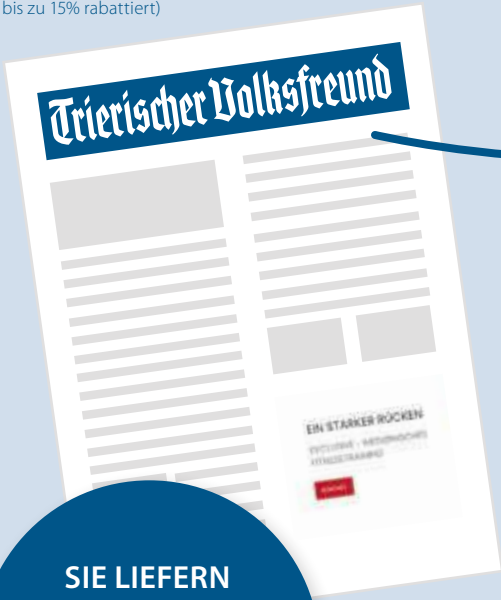 bis zu 15% rabattiert)
Trierischer Volksfreund
EIN STARKER RÜCKEN
SIE LIEFERN